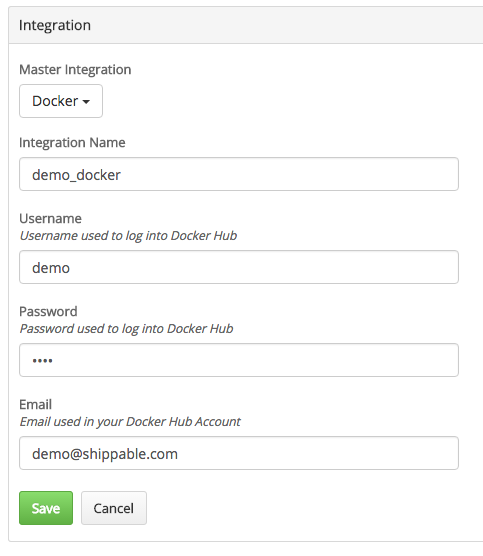 Integration
Master Integration
Docker
Integration Name
demo_docker
Username
Username used to log into Docker Hub
demo
Password
Password used to log into Docker Hub
••••
Email
Email used in your Docker Hub Account
demo@shippable.com
Save Cancel